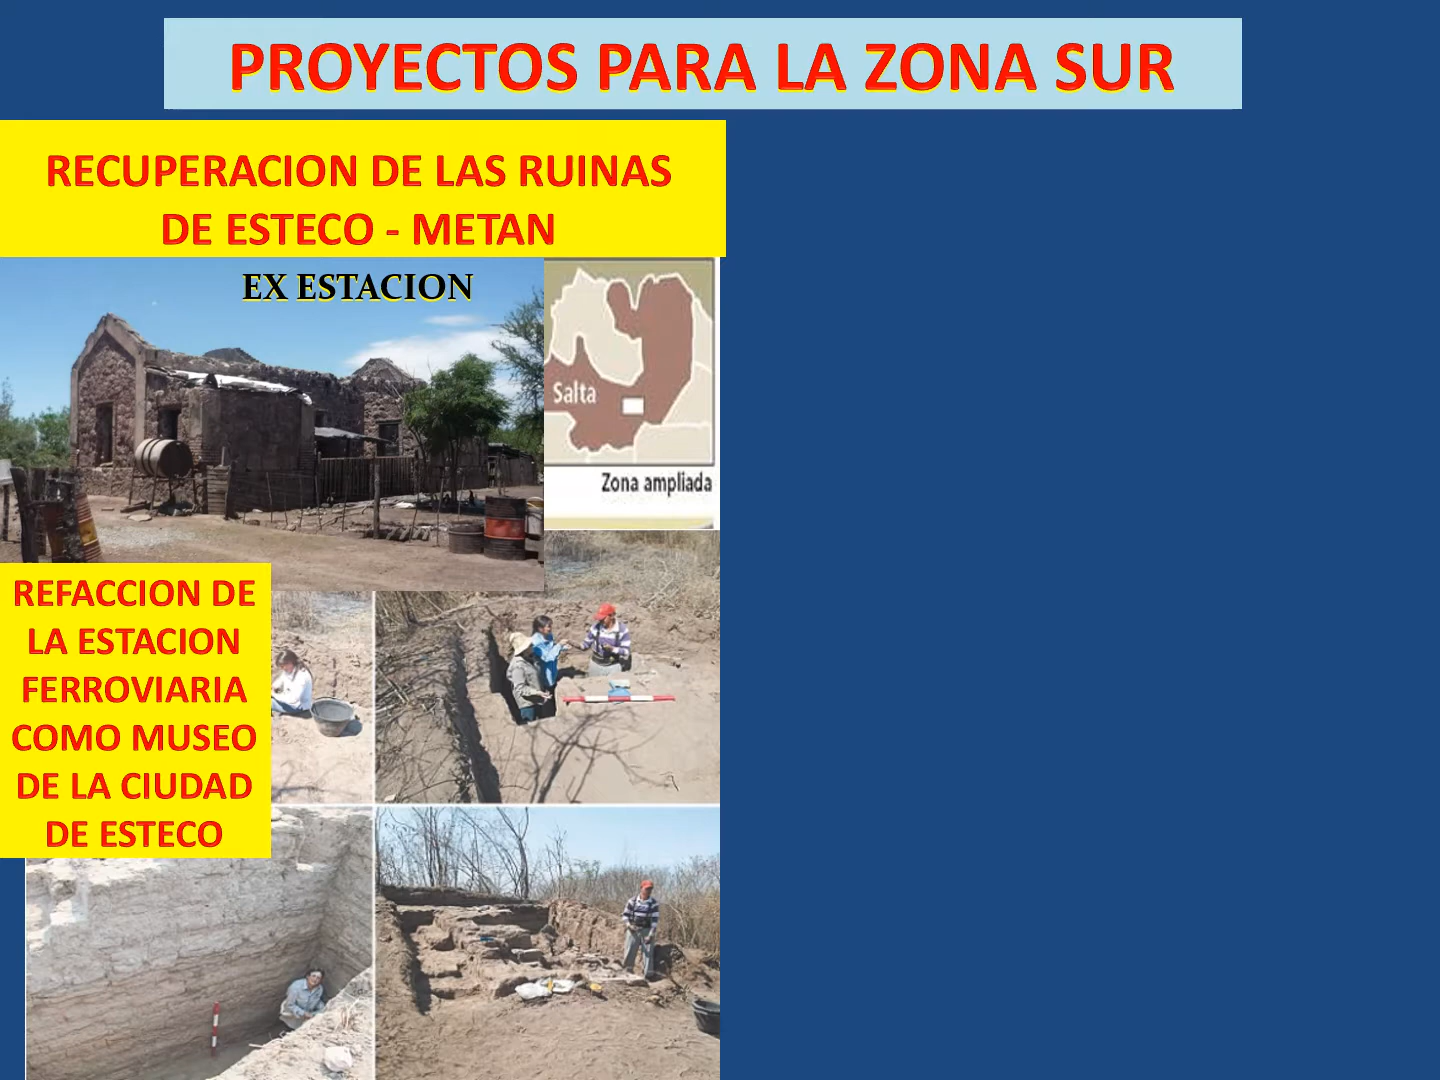 PROYECTOS PARA LA ZONA SUR
RECUPERACION DE LAS RUINAS
DE ESTECO - METAN
EX ESTACION
Salta
Zona ampliada
REFACCION DE
LA ESTACION
FERROVIARIA
COMO MUSEO
DE LA CIUDAD
DE ESTECO